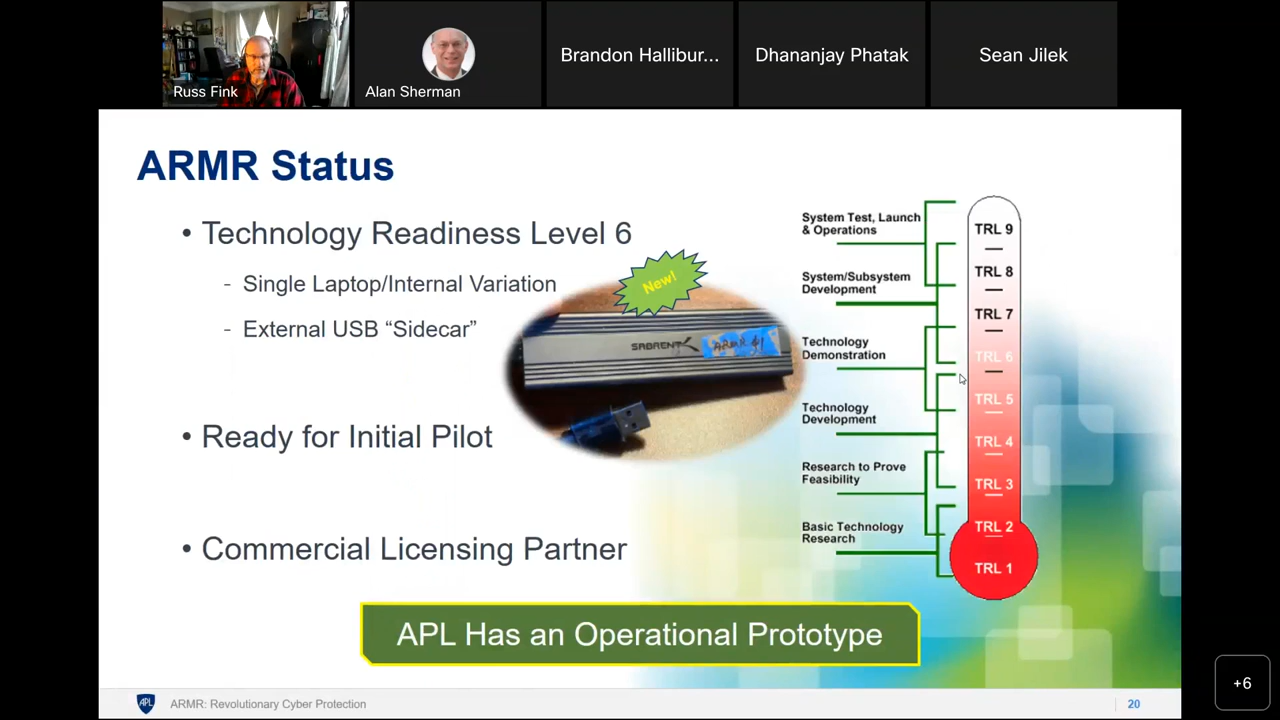 Russ Fink
Alan Sherman
Brandon Hallibur...
Dhananjay Phatak
Sean Jilek
ARMR Status
• Technology Readiness Level 6
- Single Laptop/Internal Variation
- External USB “Sidecar”
• Ready for Initial Pilot
• Commercial Licensing Partner
New!
SABRENT
ARMR #1
System Test, Launch
& Operations
System/Subsystem
Development
Technology
Demonstration
Technology
Development
Research to Prove
Feasibility
Basic Technology
Research
TRL 9
TRL 8
TRL 7
TRL 6
TRL 5
TRL 4
TRL 3
TRL 2
TRL 1
APL Has an Operational Prototype
APL
ARMR: Revolutionary Cyber Protection
20
+6